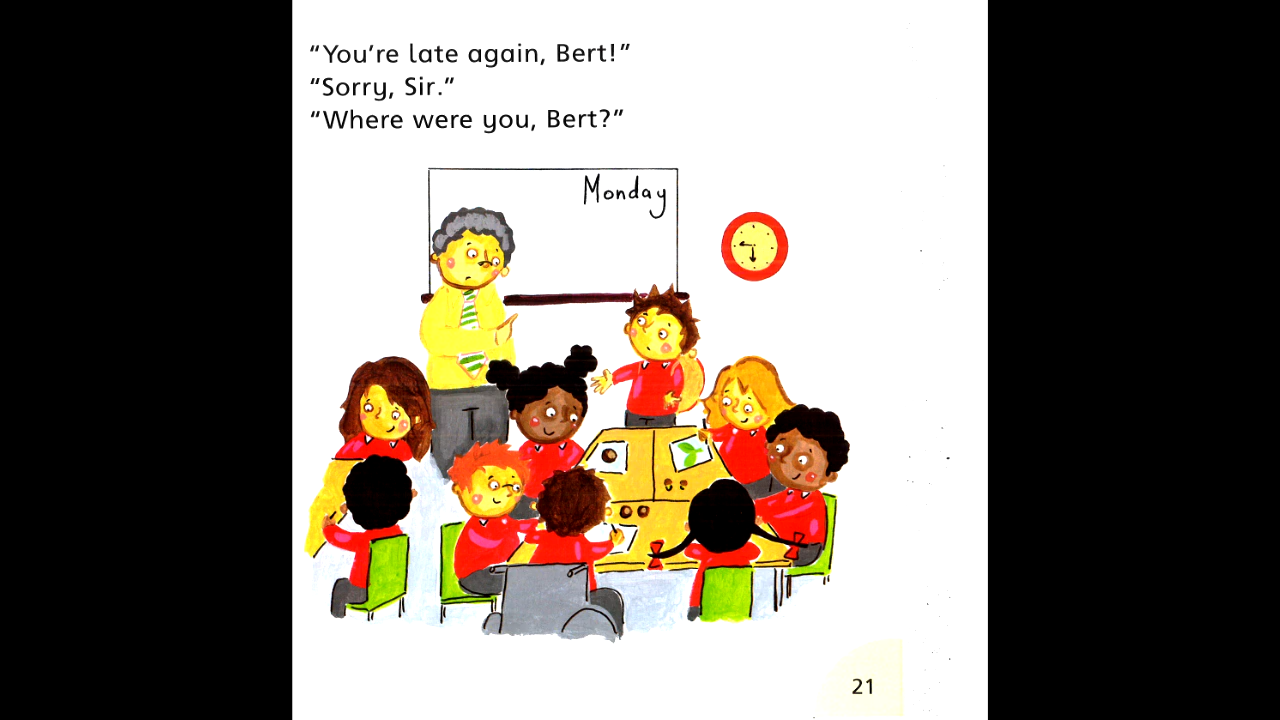 “You’re late again, Bert!”
“Sorry, Sir.”
“Where were you, Bert?”
Monday
21